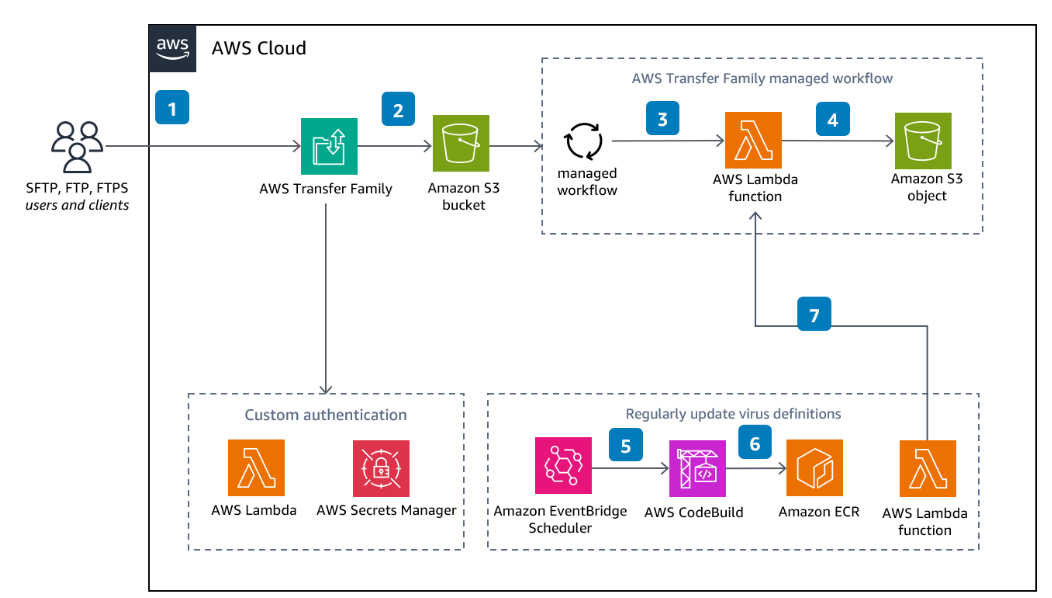 aws
AWS Cloud
1
SFTP, FTP, FTPS
users and clients
AWS Transfer Family
2
Amazon S3
bucket
AWS Transfer Family managed workflow
managed
workflow
3
AWS Lambda
function
4
Amazon S3
object
7
Custom authentication
AWS Lambda
AWS Secrets Manager
Regularly update virus definitions
Amazon EventBridge
Scheduler
5
AWS CodeBuild
</>
6
Amazon ECR
AWS Lambda
function